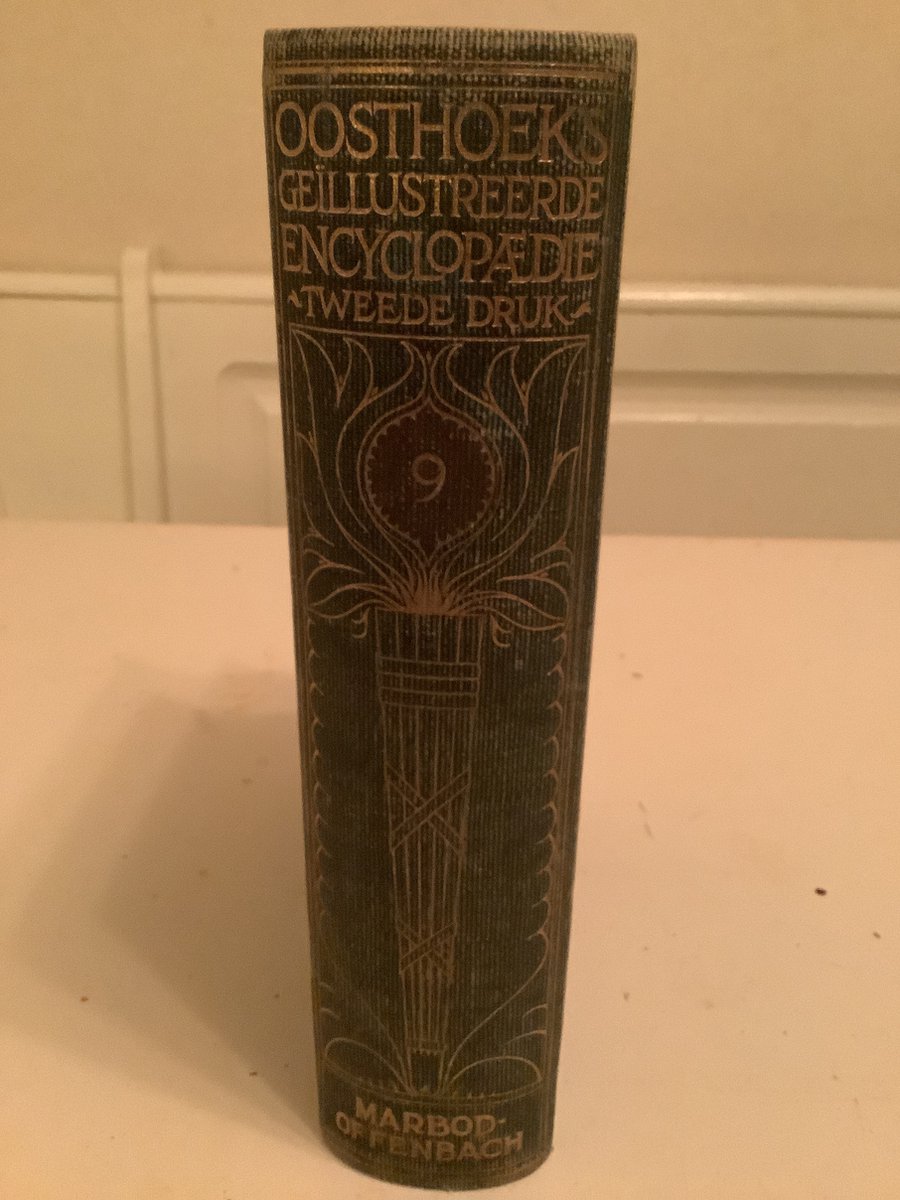 OOSTHOEKS
GEÏLLUSTREERDE
ENCYCLOPÆDIE
~TWEEDE DRUK~
9
MARBOD-
OFFENBACH